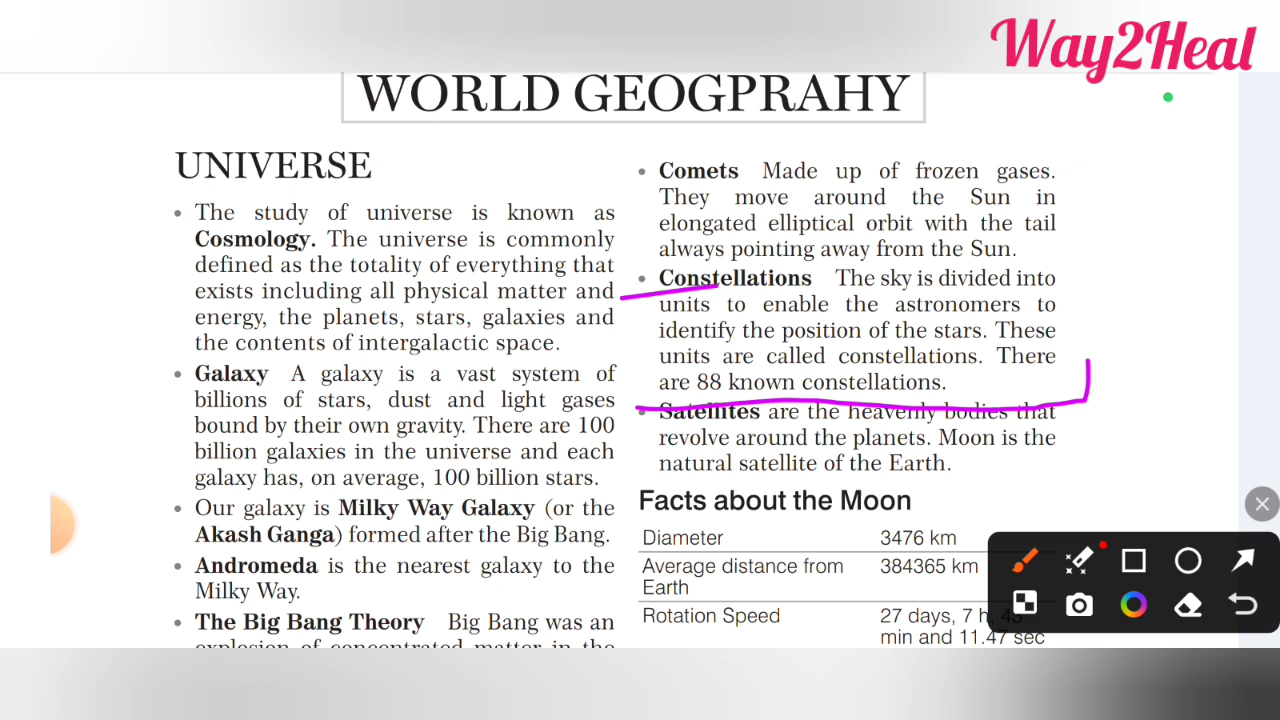 Way2Heal
WORLD GEOGPRAHY
UNIVERSE
• The study of universe is known as
Cosmology. The universe is commonly
defined as the totality of everything that
exists including all physical matter and
energy, the planets, stars, galaxies and
the contents of intergalactic space.
• Galaxy A galaxy is a vast system of
billions of stars, dust and light gases
bound by their own gravity. There are 100
billion galaxies in the universe and each
galaxy has, on average, 100 billion stars.
• Our galaxy is Milky Way Galaxy (or the
Akash Ganga) formed after the Big Bang.
• Andromeda is the nearest galaxy to the
Milky Way.
• The Big Bang Theory Big Bang was an
explosion of concentrated matter in the
• Comets Made up of frozen gases.
They move around the Sun in
elongated elliptical orbit with the tail
always pointing away from the Sun.
• Constellations The sky is divided into
units to enable the astronomers to
identify the position of the stars. These
units are called constellations. There
are 88 known constellations.
• Satellites are the heavenly bodies that
revolve around the planets. Moon is the
natural satellite of the Earth.
Facts about the Moon
Diameter 3476 km
Average distance from 384365 km
Earth
Rotation Speed 27 days, 7 h, 43
min and 11.47 sec